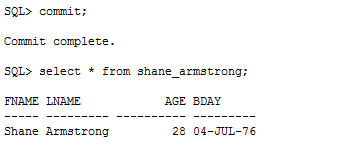 SQL> commit;
Commit complete.
SQL> select * from shane_armstrong;
FNAME LNAME             AGE BDAY
----- --------- ---------- ---------
Shane Armstrong          28 04-JUL-76